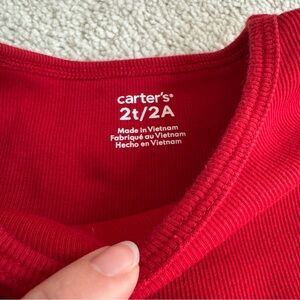 carter's®
2t/2A
Made in Vietnam
Fabriqué au Vietnam
Hecho en Vietnam